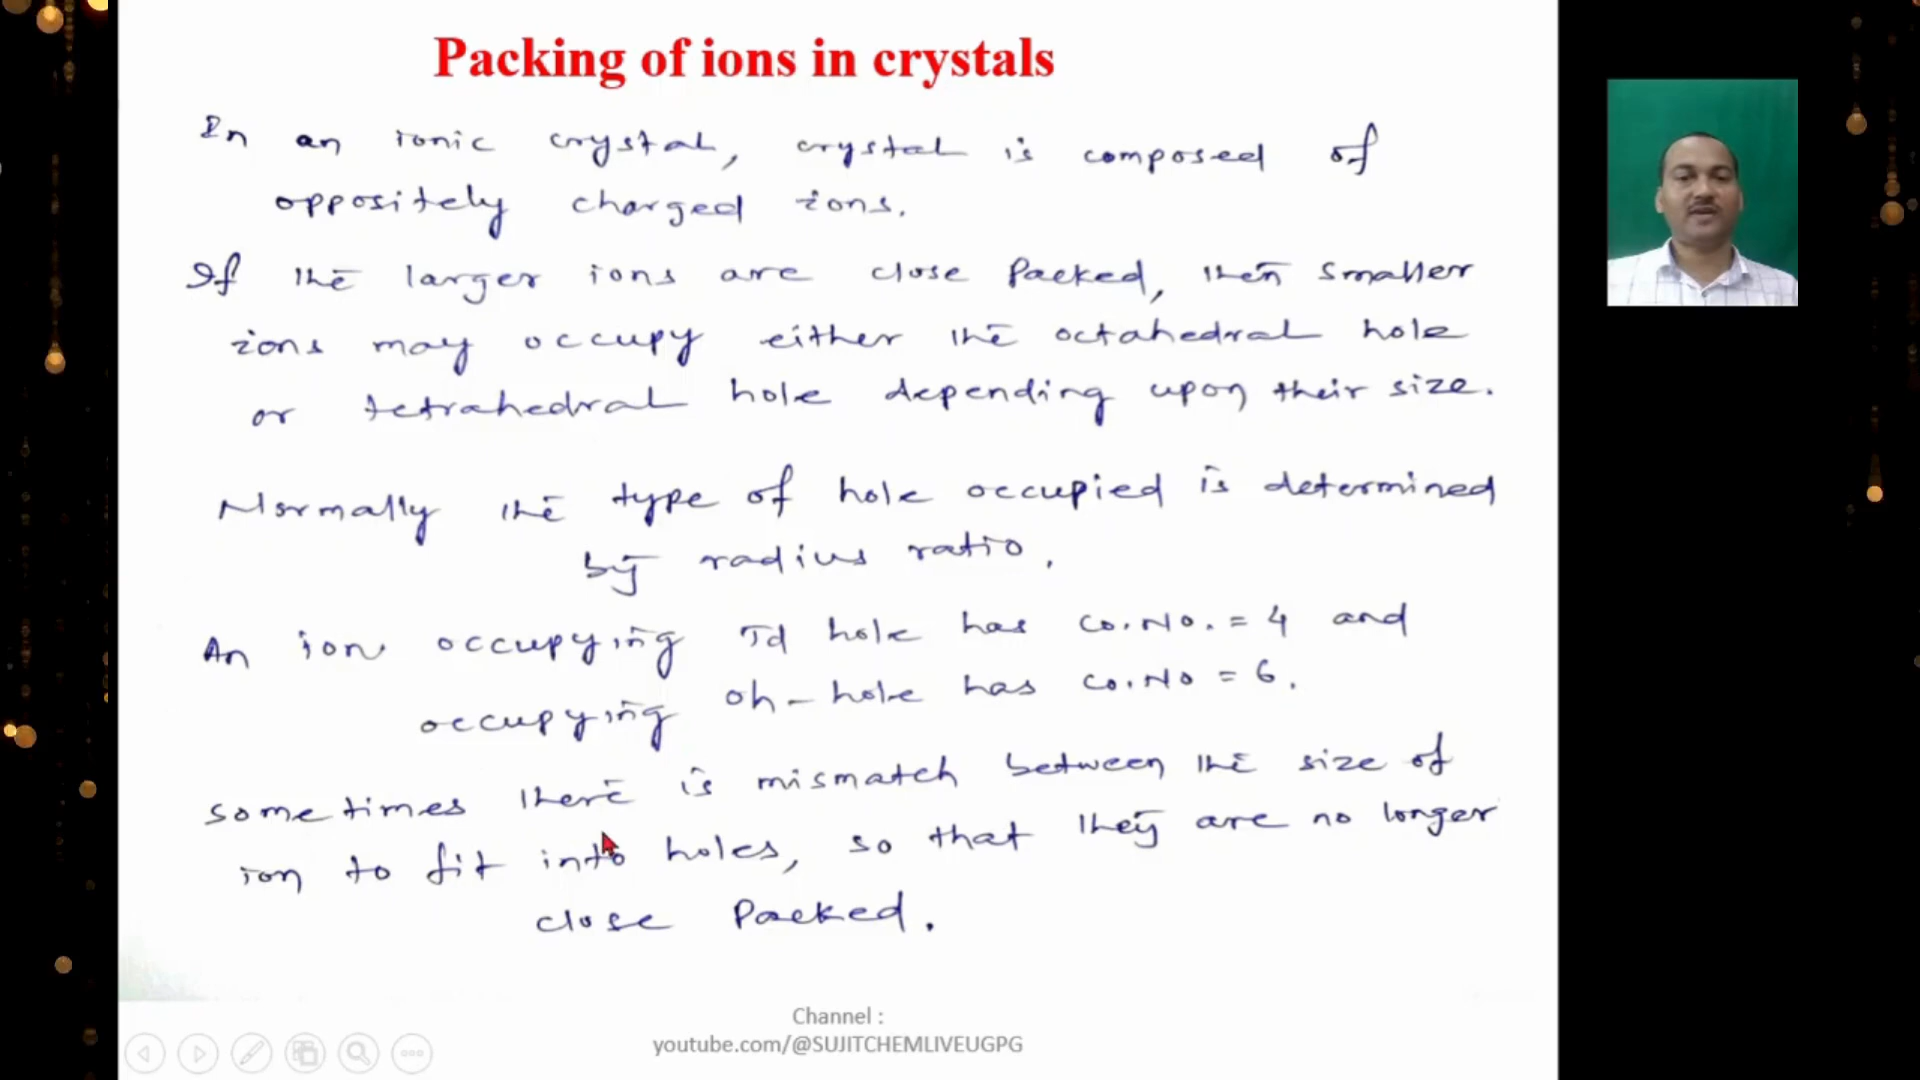 Packing of ions in crystals
In an ionic crystal, crystal is composed of
oppositely charged ions.
If the larger ions are close packed, then smaller
ions may occupy either the octahedral hole
or tetrahedral hole depending upon their size.
Normally the type of hole occupied is determined
by radius ratio.
An ion occupying Td hole has co.No. = 4 and
occupying oh-hole has co.No = 6.
sometimes there is mismatch between the size of
ion to fit into holes, so that they are no longer
close packed.
Channel :
youtube.com/@SUJITCHEMLIVEUGPG